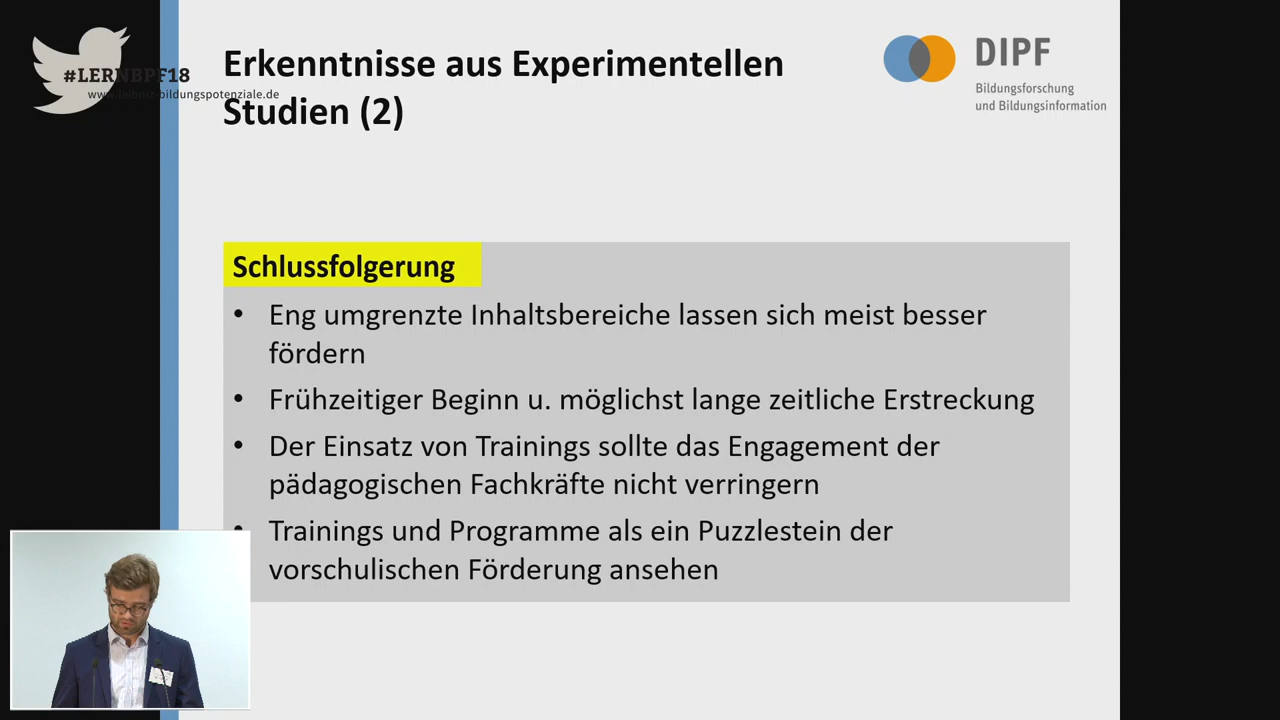 #LERNBPF18
www.leibniz-bildungspotenziale.de
Erkenntnisse aus Experimentellen
Studien (2)
DIPF
Bildungsforschung
und Bildungsinformation
Schlussfolgerung
• Eng umgrenzte Inhaltsbereiche lassen sich meist besser
fördern
• Frühzeitiger Beginn u. möglichst lange zeitliche Erstreckung
• Der Einsatz von Trainings sollte das Engagement der
pädagogischen Fachkräfte nicht verringern
• Trainings und Programme als ein Puzzlestein der
vorschulischen Förderung ansehen